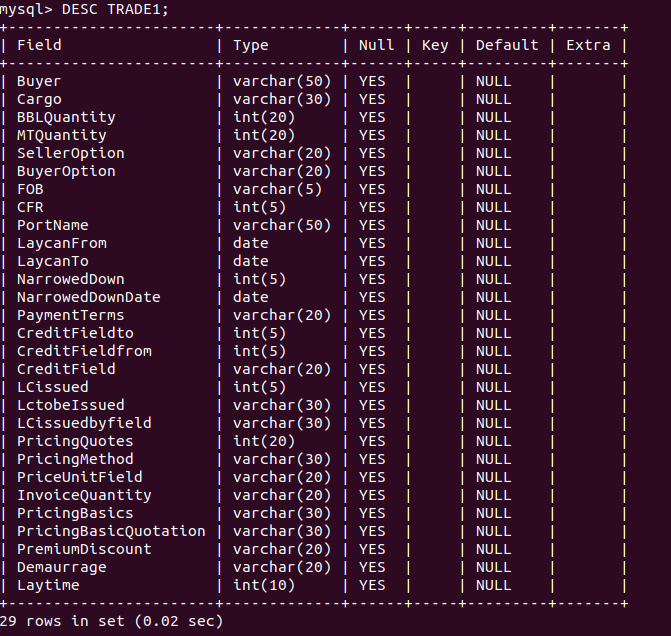 mysql> DESC TRADE1;
+-----------------------+-------------+------+-----+---------+-------+
| Field                 | Type        | Null | Key | Default | Extra |
+-----------------------+-------------+------+-----+---------+-------+
| Buyer                 | varchar(50) | YES  |     | NULL    |       |
| Cargo                 | varchar(30) | YES  |     | NULL    |       |
| BBLQuantity           | int(20)     | YES  |     | NULL    |       |
| MTQuantity            | int(20)     | YES  |     | NULL    |       |
| SellerOption          | varchar(20) | YES  |     | NULL    |       |
| BuyerOption           | varchar(20) | YES  |     | NULL    |       |
| FOB                   | varchar(5)  | YES  |     | NULL    |       |
| CFR                   | int(5)      | YES  |     | NULL    |       |
| PortName              | varchar(50) | YES  |     | NULL    |       |
| LaycanFrom            | date        | YES  |     | NULL    |       |
| LaycanTo              | date        | YES  |     | NULL    |       |
| NarrowedDown          | int(5)      | YES  |     | NULL    |       |
| NarrowedDownDate      | date        | YES  |     | NULL    |       |
| PaymentTerms          | varchar(20) | YES  |     | NULL    |       |
| CreditFieldto         | int(5)      | YES  |     | NULL    |       |
| CreditFieldfrom       | int(5)      | YES  |     | NULL    |       |
| CreditField           | varchar(20) | YES  |     | NULL    |       |
| LCissued              | int(5)      | YES  |     | NULL    |       |
| LctobeIssued          | varchar(30) | YES  |     | NULL    |       |
| LCissuedbyfield       | varchar(30) | YES  |     | NULL    |       |
| PricingQuotes         | int(20)     | YES  |     | NULL    |       |
| PricingMethod         | varchar(30) | YES  |     | NULL    |       |
| PriceUnitField        | varchar(20) | YES  |     | NULL    |       |
| InvoiceQuantity       | varchar(20) | YES  |     | NULL    |       |
| PricingBasics         | varchar(30) | YES  |     | NULL    |       |
| PricingBasicQuotation | varchar(30) | YES  |     | NULL    |       |
| PremiumDiscount       | varchar(20) | YES  |     | NULL    |       |
| Demaurrage            | varchar(20) | YES  |     | NULL    |       |
| Laytime               | int(10)     | YES  |     | NULL    |       |
+-----------------------+-------------+------+-----+---------+-------+
29 rows in set (0.02 sec)